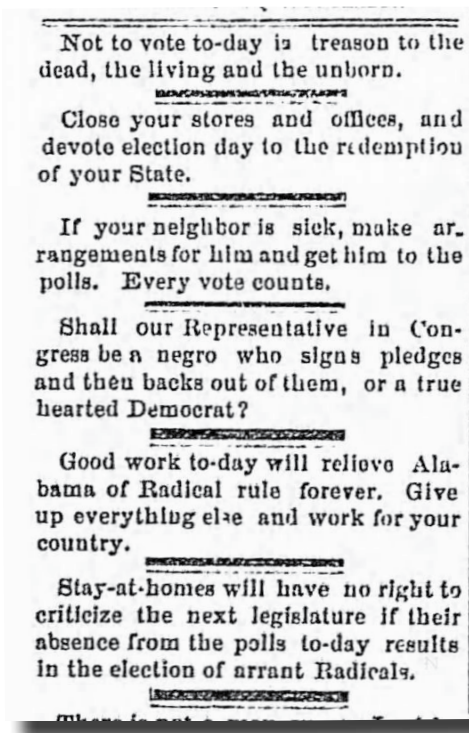 Not to vote to-day is treason to the
dead, the living and the unborn.
Close your stores and offices, and
devote election day to the redemption
of your State.
If your neighbor is sick, make ar-
rangements for him and get him to the
polls. Every vote counts.
Shall our Representative in Con-
gress be a negro who signs pledges
and then backs out of them, or a true
hearted Democrat?
Good work to-day will relieve Ala-
bama of Radical rule forever. Give
up everything else and work for your
country.
Stay-at-homes will have no right to
criticize the next legislature if their
absence from the polls to-day results
in the election of arrant Radicals.